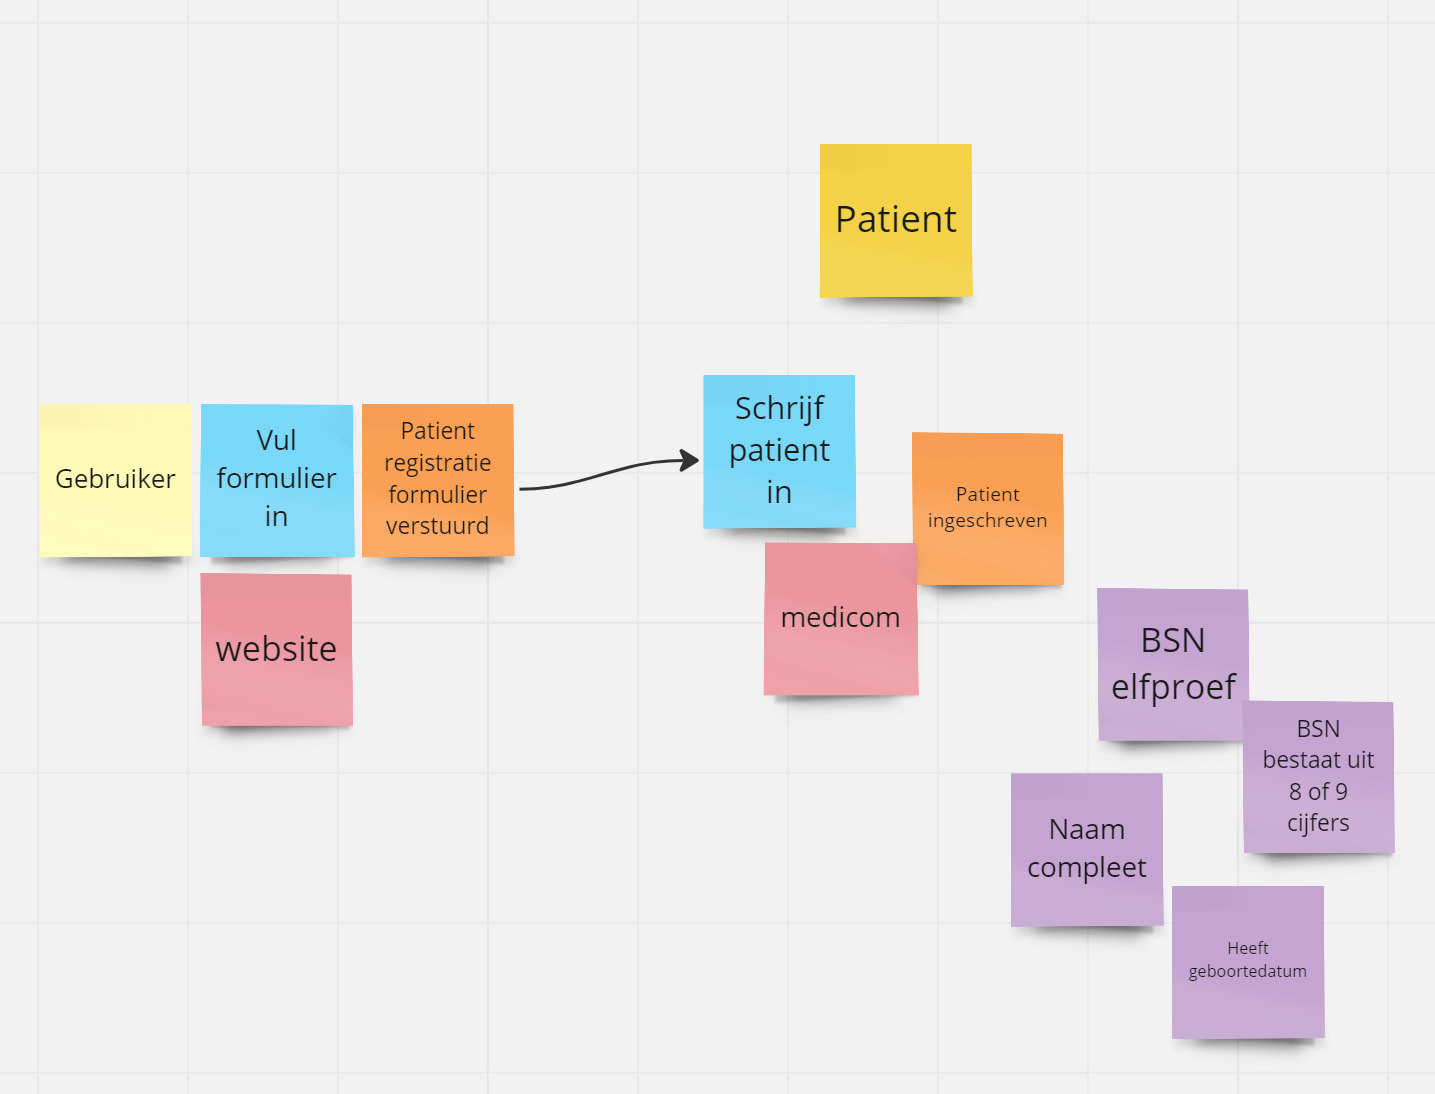 Patient
Gebruiker
Vul
formulier
in
Patient
registratie
formulier
verstuurd
website
Schrijf
patient
in
Patient
ingeschreven
medicom
BSN
elfproef
BSN
bestaat uit
8 of 9
cijfers
Naam
compleet
Heeft
geboortedatum